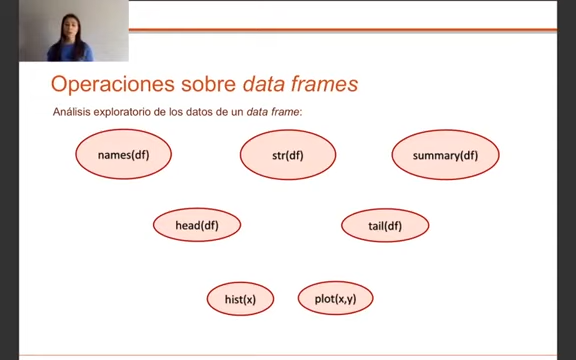 Operaciones sobre data frames
Análisis exploratorio de los datos de un data frame:
names(df)
str(df)
summary(df)
head(df)
tail(df)
hist(x)
plot(x,y)